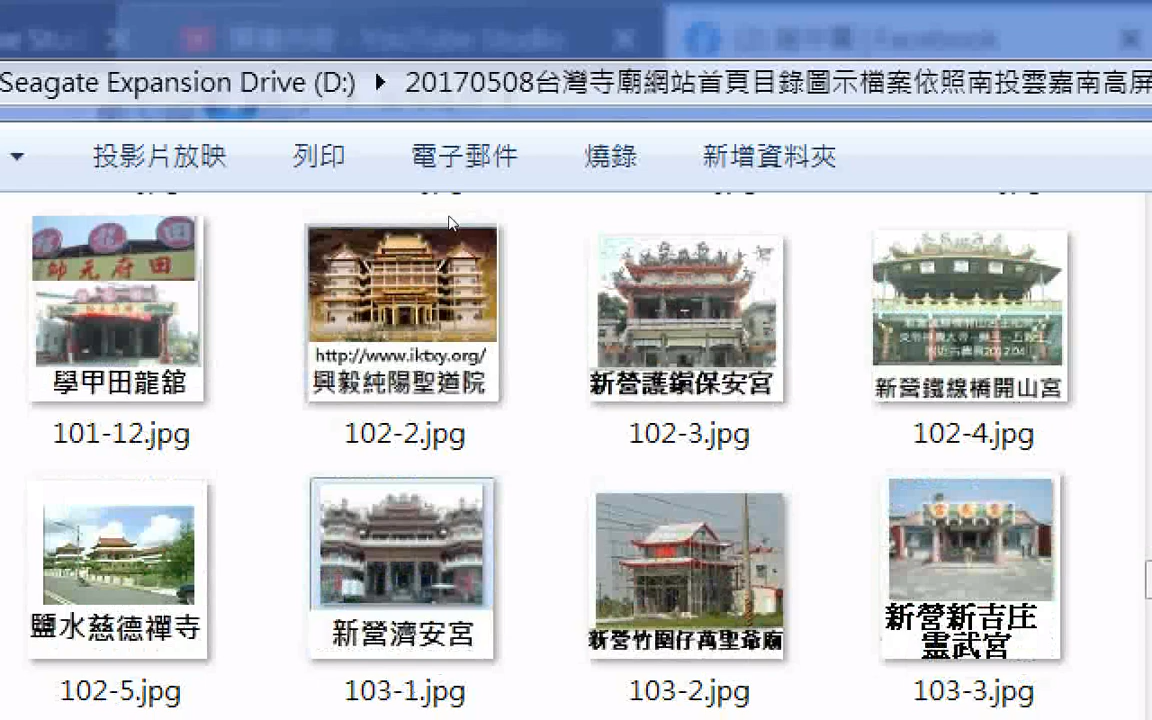 Seagate Expansion Drive (D:) ▸ 20170508台灣寺廟網站首頁目錄圖示檔案依照南投雲嘉南高屏
投影片放映 列印 電子郵件 燒錄 新增資料夾
田府元帥
學甲田龍舘
101-12.jpg
http://www.iktxy.org/
興毅純陽聖道院
102-2.jpg
新營護鎮保安宮
102-3.jpg
新營鐵線橋開山宮
102-4.jpg
鹽水慈德禪寺
102-5.jpg
新營濟安宮
103-1.jpg
新營竹圍仔萬聖爺廟
103-2.jpg
新營新吉庄
靈武宮
103-3.jpg